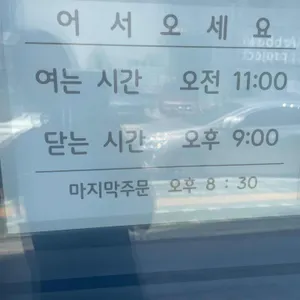 어서오세요
여는 시간 오전 11:00
닫는 시간 오후 9:00
마지막주문 오후 8 : 30